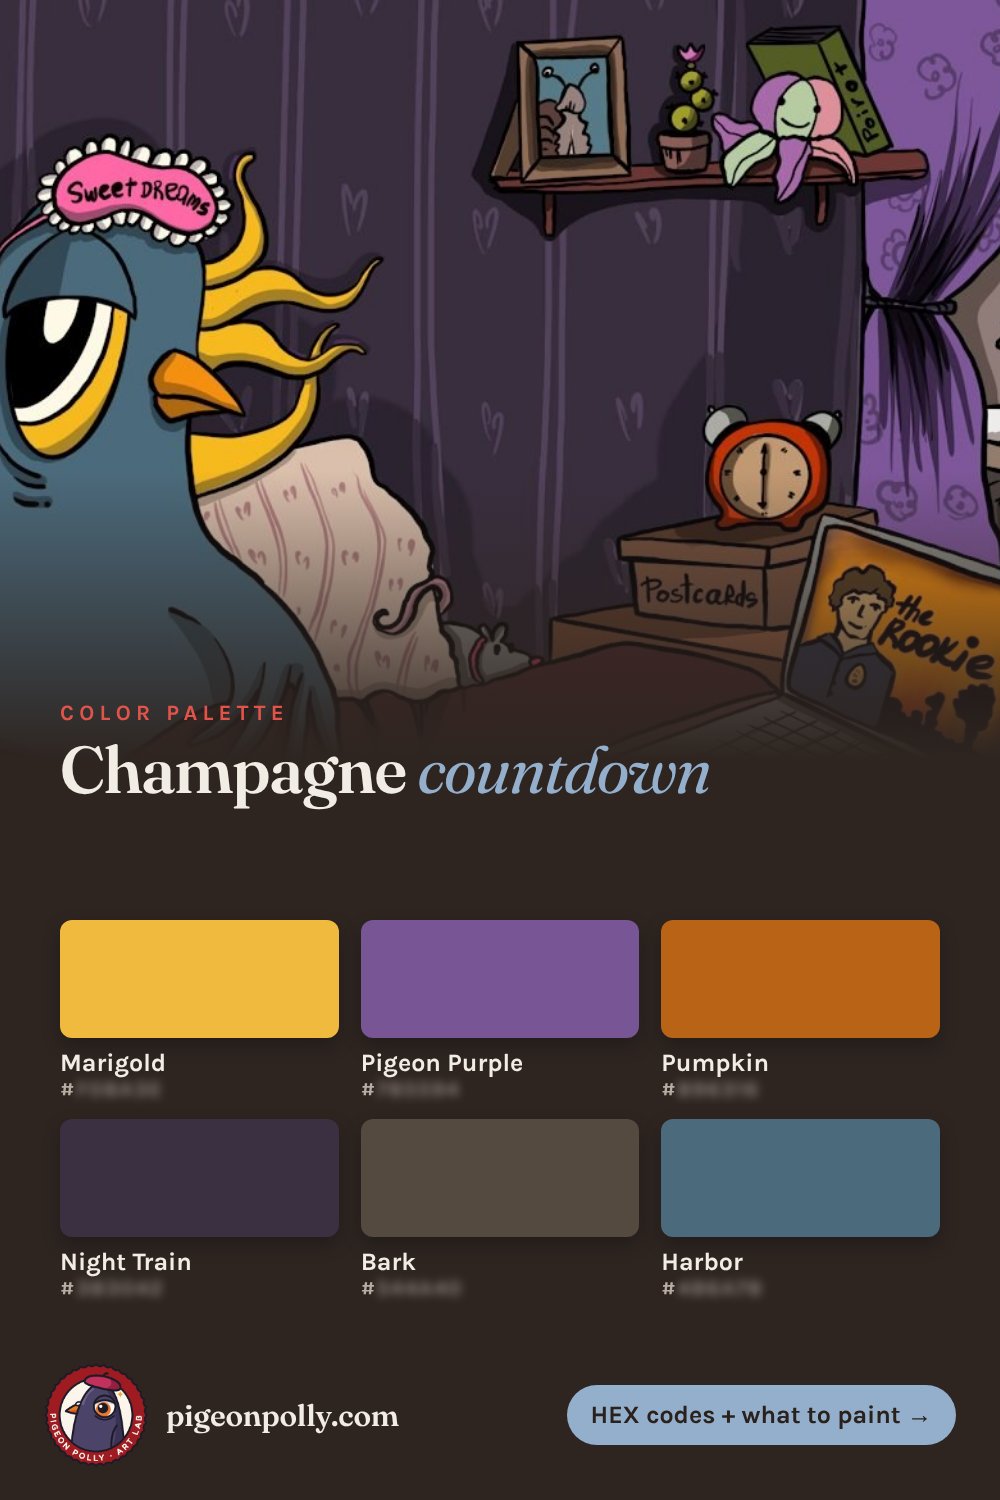 Sweet DReams
Poirot
Postcards
the
Rookie
COLOR PALETTE
Champagne countdown
Marigold
Pigeon Purple
Pumpkin
#
#
#
Night Train
Bark
Harbor
#
#
#
PIGEON POLLY · ART LAB
pigeonpolly.com
HEX codes + what to paint →